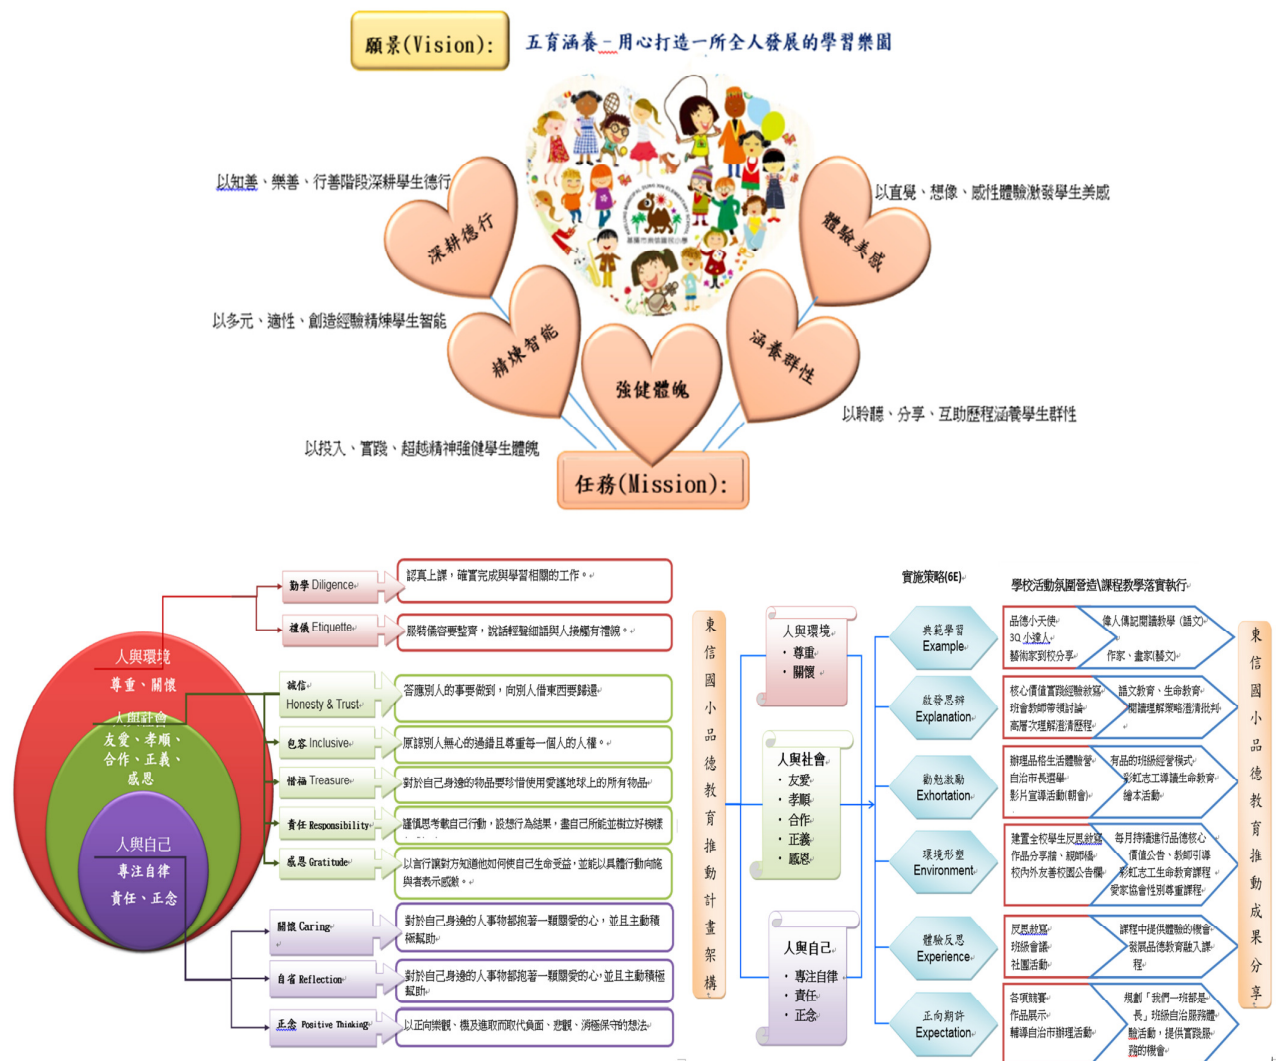 願景(Vision):
五育涵養－用心打造一所全人發展的學習樂園
以知善、樂善、行善階段深耕學生德行
以直覺、想像、感性體驗激發學生美感
深耕德行
體驗美感
基隆市東信國民小學
以多元、適性、創造經驗精煉學生智能
精煉智能
涵養群性
強健體魄
以聆聽、分享、互助歷程涵養學生群性
以投入、實踐、超越精神強健學生體魄
任務(Mission):
人與環境
尊重、關懷
人與社會
友愛、孝順、
合作、正義、
感恩
人與自己
專注自律
責任、正念
勤學 Diligence
認真上課，確實完成與學習相關的工作。
禮儀 Etiquette
服裝儀容要整齊，說話輕聲細語與人接觸有禮貌。
誠信
Honesty & Trust
答應別人的事要做到，向別人借東西要歸還
包容 Inclusive
原諒別人無心的過錯且尊重每一個人的人權。
惜福 Treasure
對於自己身邊的物品要珍惜使用愛護地球上的所有物品
責任 Responsibility
謹慎思考載自己行動，設想行為結果，盡自己所能並樹立好榜樣
感恩 Gratitude
以言行讓對方知道他如何使自己生命受益，並能以具體行動向施
與者表示感激。
關懷 Caring
對於自己身邊的人事物都抱著一顆關愛的心，並且主動積
極幫助
自省 Reflection
對於自己身邊的人事物都抱著一顆關愛的心，並且主動積極
幫助
正念 Positive Thinking
以正向樂觀、積及進取而取代負面、悲觀、消極保守的想法
東信國小品德教育推動計畫架構
人與環境
・尊重
・關懷
人與社會
・友愛
・孝順
・合作
・正義
・感恩
人與自己
・專注自律
・責任
・正念
實施策略(6E)
學校活動氛圍營造\課程教學落實執行
典範學習
Example
品德小天使
3Q 小達人
藝術家到校分享
偉人傳記閱讀教學 (語文)
作家、畫家(藝文)
啟發思辨
Explanation
核心價值實踐經驗敘寫
班會教師帶領討論
高層次理解澄清歷程
語文教育、生命教育
閱讀理解策略澄清批判
勸勉激勵
Exhortation
辦理品格生活體驗營
自治市長選舉
影片宣導活動(朝會)
有品的班級經營模式
彩虹志工導讀生命教育
繪本活動
環境形塑
Environment
建置全校學生反思敘寫
作品分享牆、親師橋
校內外友善校園公告欄
每月持續進行品德核心
價值公告、教師引導
彩虹志工生命教育課程
愛家協會性別尊重課程
體驗反思
Experience
反思敘寫
班級會議
社團活動
課程中提供體驗的機會
發展品德教育融入課
程
正向期許
Expectation
各項競賽
作品展示
輔導自治市辦理活動
規劃「我們一班都是
長」班級自治服務體
驗活動，提供實踐服
務的機會
東信國小品德教育推動成果分享